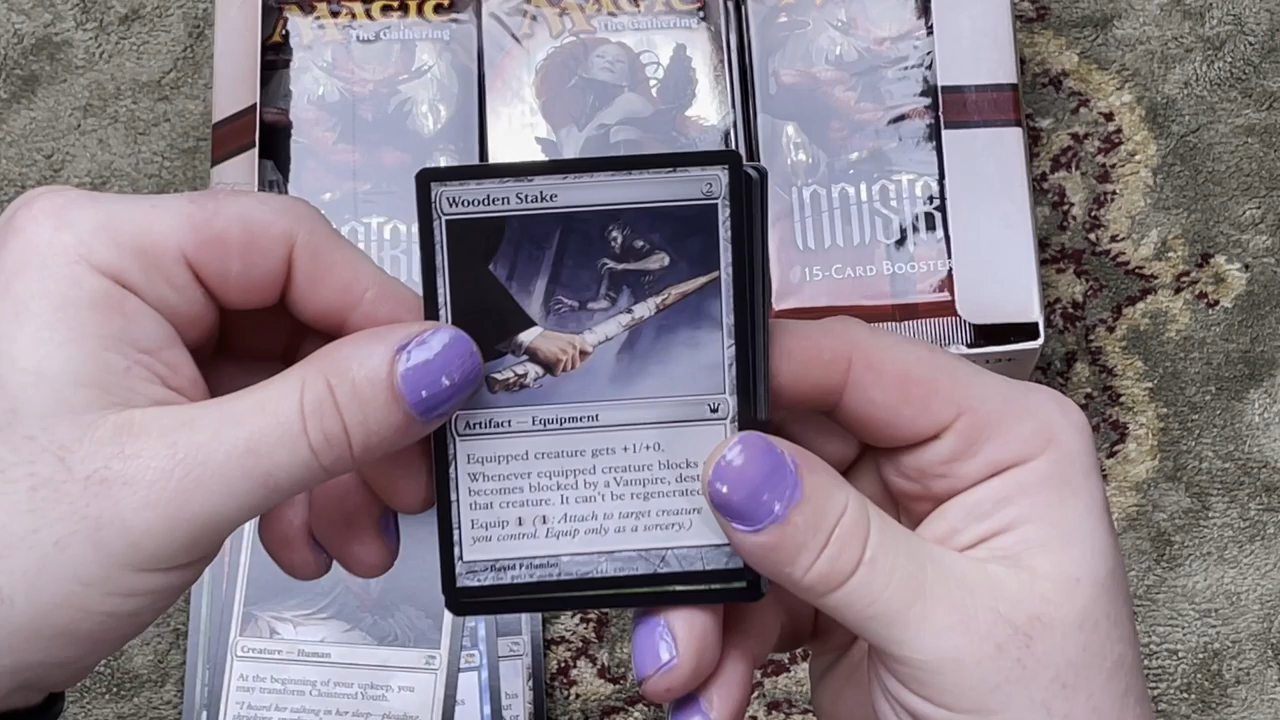 MAGIC
The Gathering
MAGIC
The Gathering
INNISTR
15-CARD BOOSTER
Wooden Stake 2
Artifact — Equipment
Equipped creature gets +1/+0.
Whenever equipped creature blocks
becomes blocked by a Vampire, dest
that creature. It can't be regenerated
Equip 1 (1: Attach to target creature
you control. Equip only as a sorcery.)
David Palumbo
Creature — Human
At the beginning of your upkeep, you
may transform Cloistered Youth.
"I heard her talking in her sleep—pleading,
his